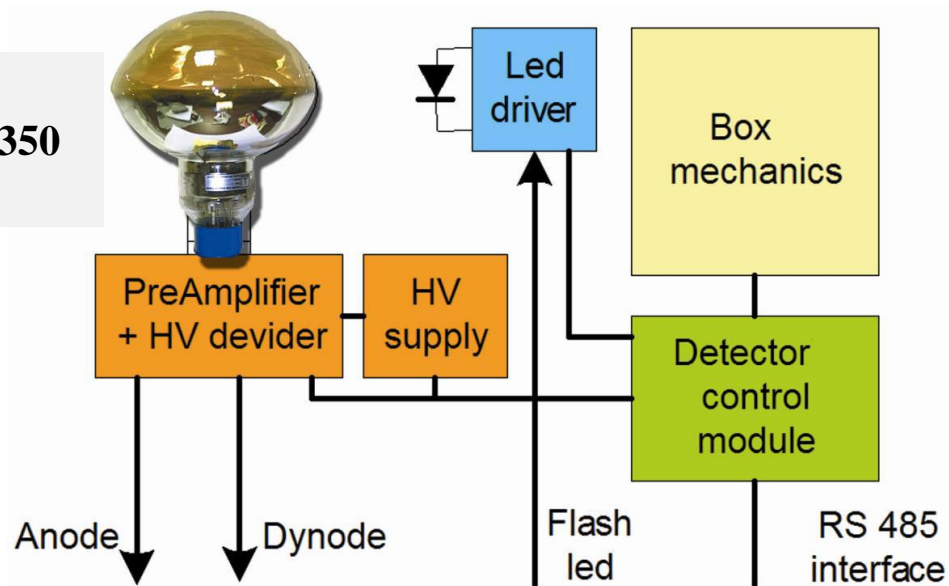 350
Led
driver
Box
mechanics
PreAmplifier
+ HV devider
HV
supply
Detector
control
module
Anode
Dynode
Flash
led
RS 485
interface